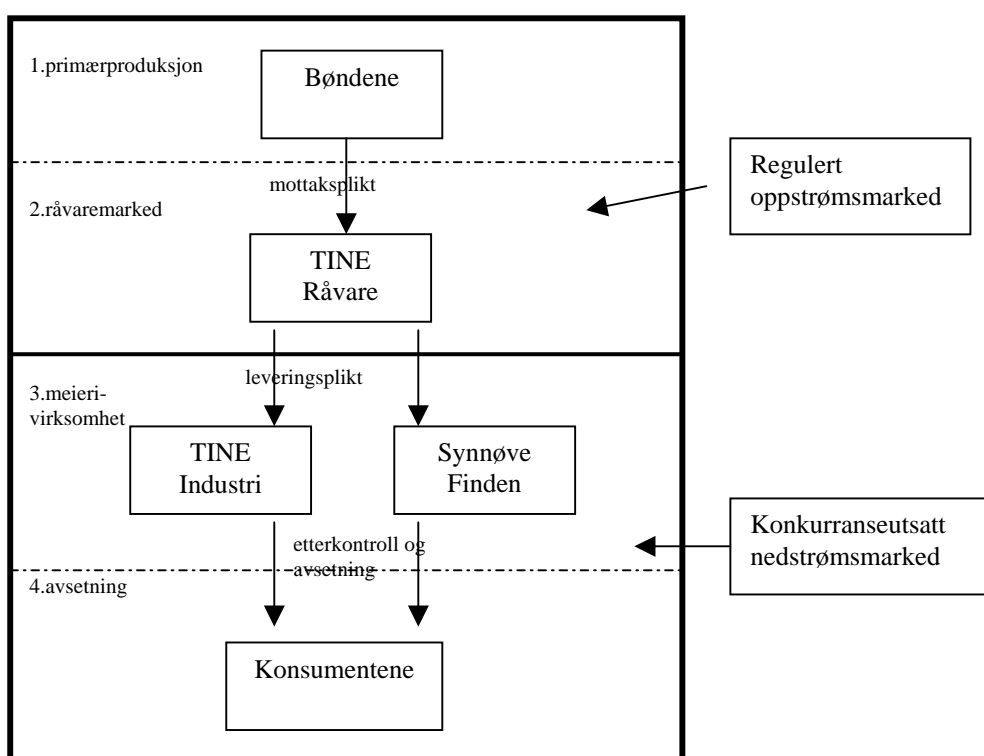 1.primærproduksjon
Bøndene
mottaksplikt
2.råvaremarked
TINE
Råvare
Regulert
oppstrømsmarked
leveringsplikt
3.meieri-
virksomhet
TINE
Industri
Synnøve
Finden
etterkontroll og
avsetning
Konkurranseutsatt
nedstrømsmarked
4.avsetning
Konsumentene